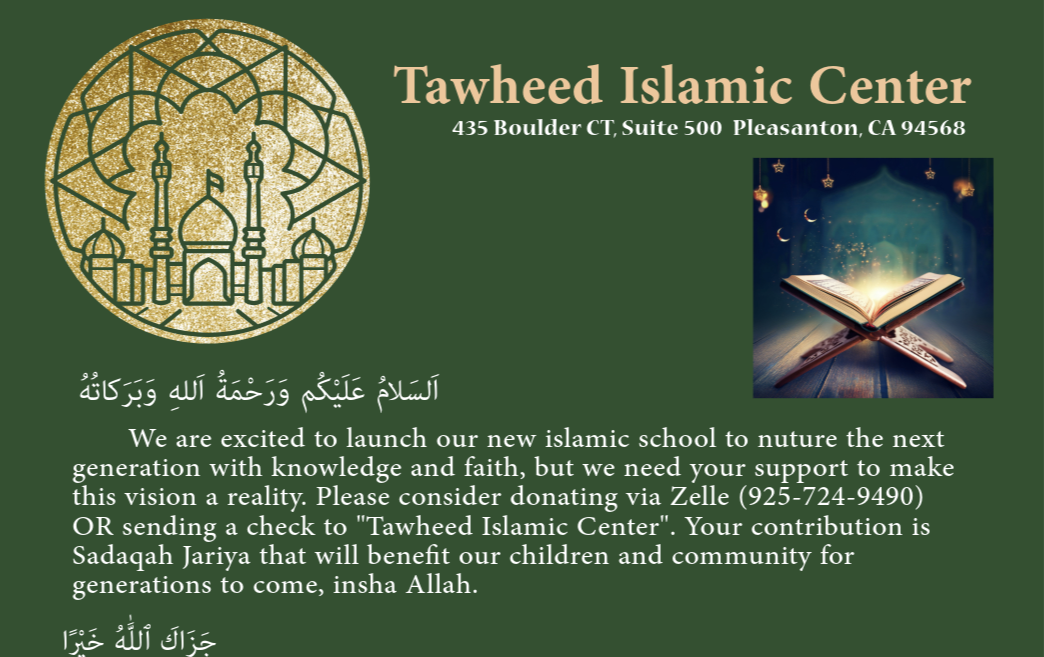 Tawheed Islamic Center
435 Boulder CT, Suite 500 Pleasanton, CA 94568
اَلسَلامُ عَلَيْكُم وَرَحْمَةُ اَللهِ وَبَرَكاتُهُ
We are excited to launch our new islamic school to nuture the next
generation with knowledge and faith, but we need your support to make
this vision a reality. Please consider donating via Zelle (925-724-9490)
OR sending a check to "Tawheed Islamic Center". Your contribution is
Sadaqah Jariya that will benefit our children and community for
generations to come, insha Allah.
جَزَاكَ ٱللَّٰهُ خَيْرًا